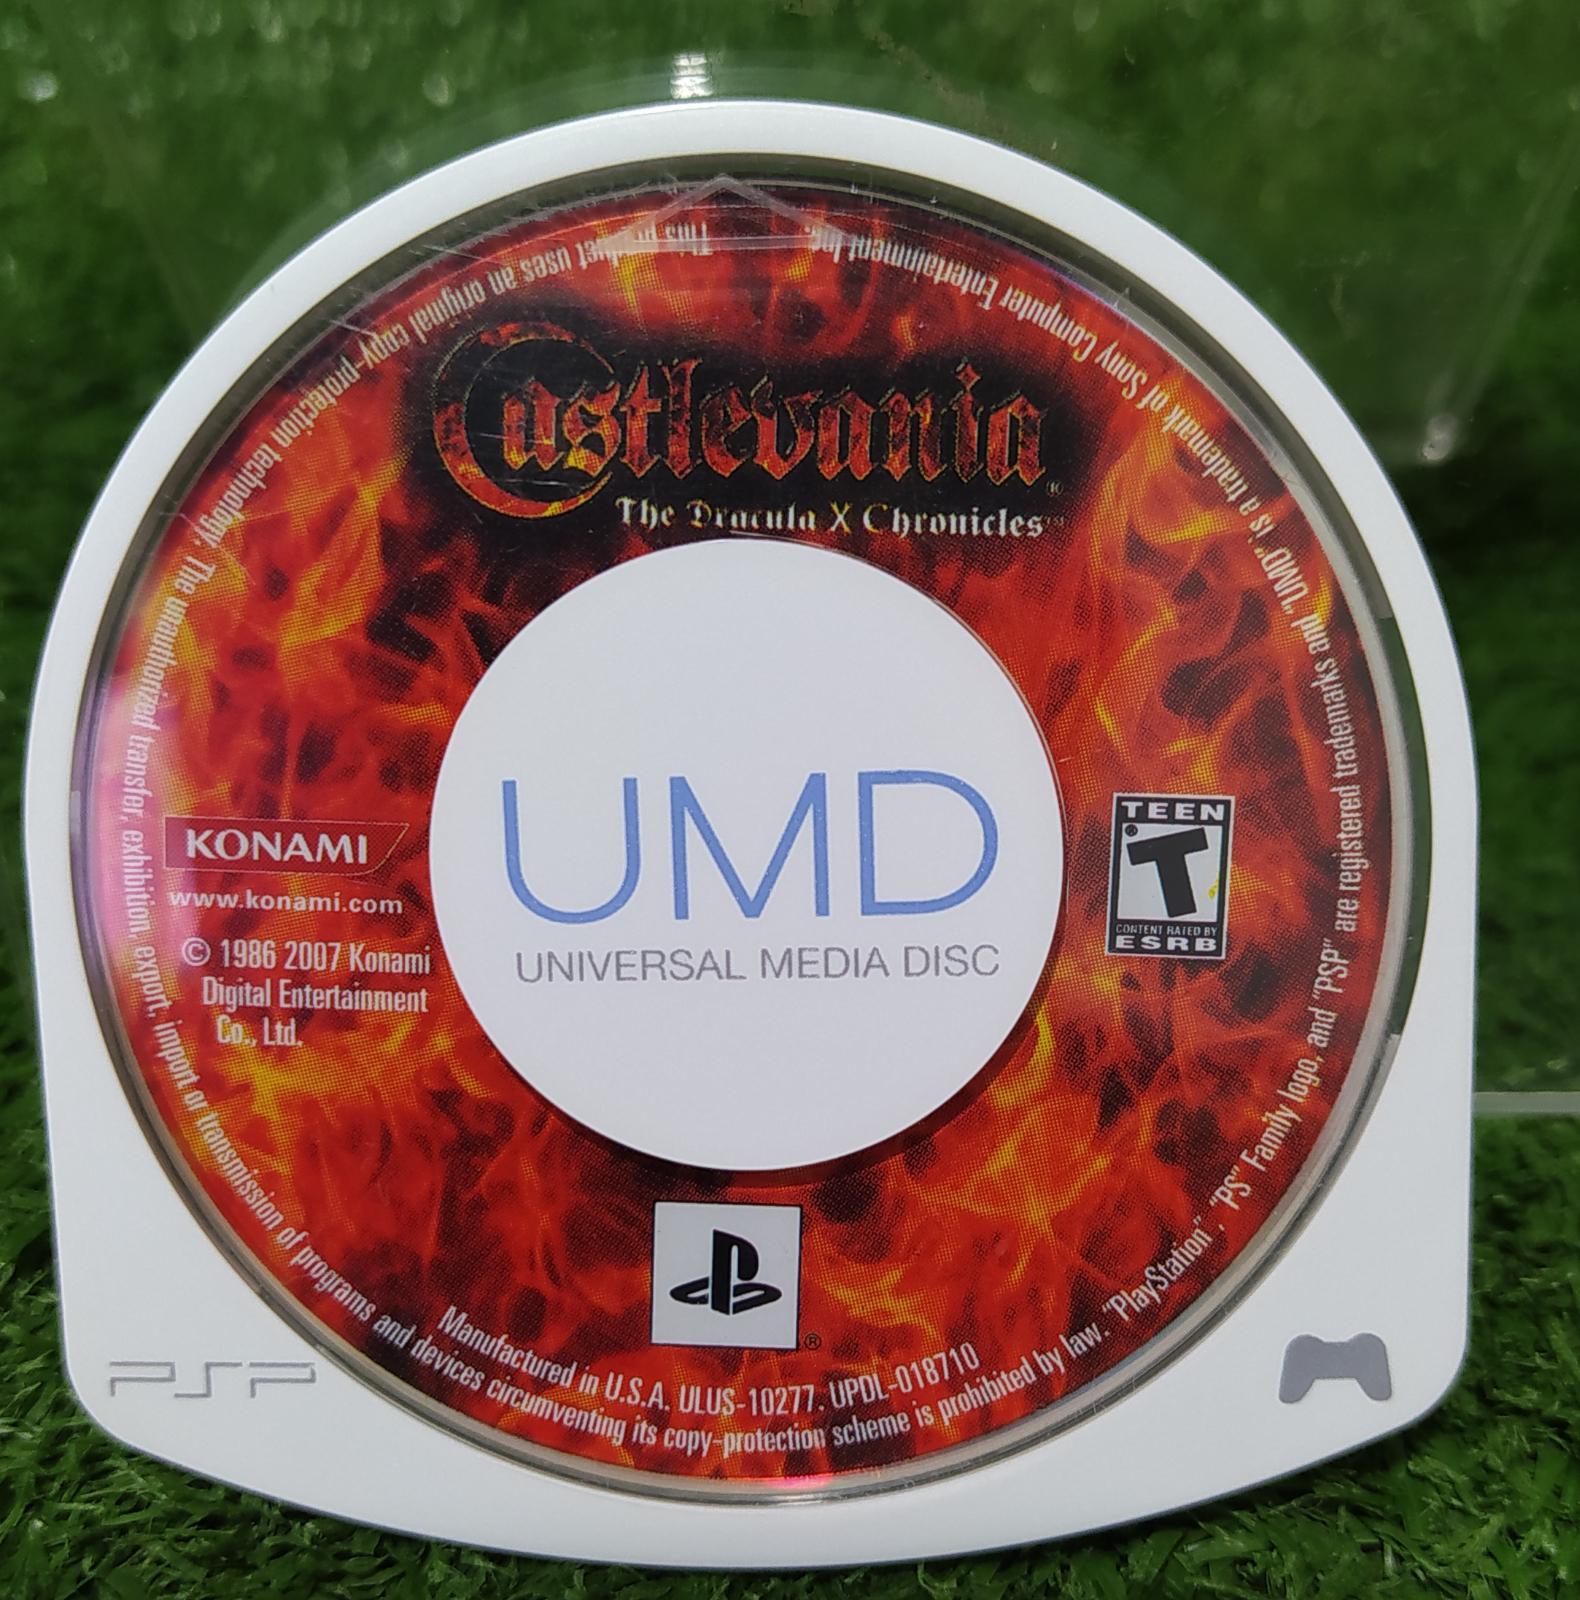 Castlevania®
The Dracula X Chronicles™
UMD
UNIVERSAL MEDIA DISC
KONAMI
www.konami.com
© 1986 2007 Konami
Digital Entertainment
Co., Ltd.
TEEN
T®
CONTENT RATED BY
ESRB
®
Manufactured in U.S.A. ULUS-10277. UPDL-018710
This product uses an original copy-protection technology. The unauthorized transfer, exhibition, export, import or transmission of programs and devices circumventing its copy-protection scheme is prohibited by law. "PlayStation", "PS" Family logo, and "PSP" are registered trademarks and "UMD" is a trademark of Sony Computer Entertainment Inc.
PSP